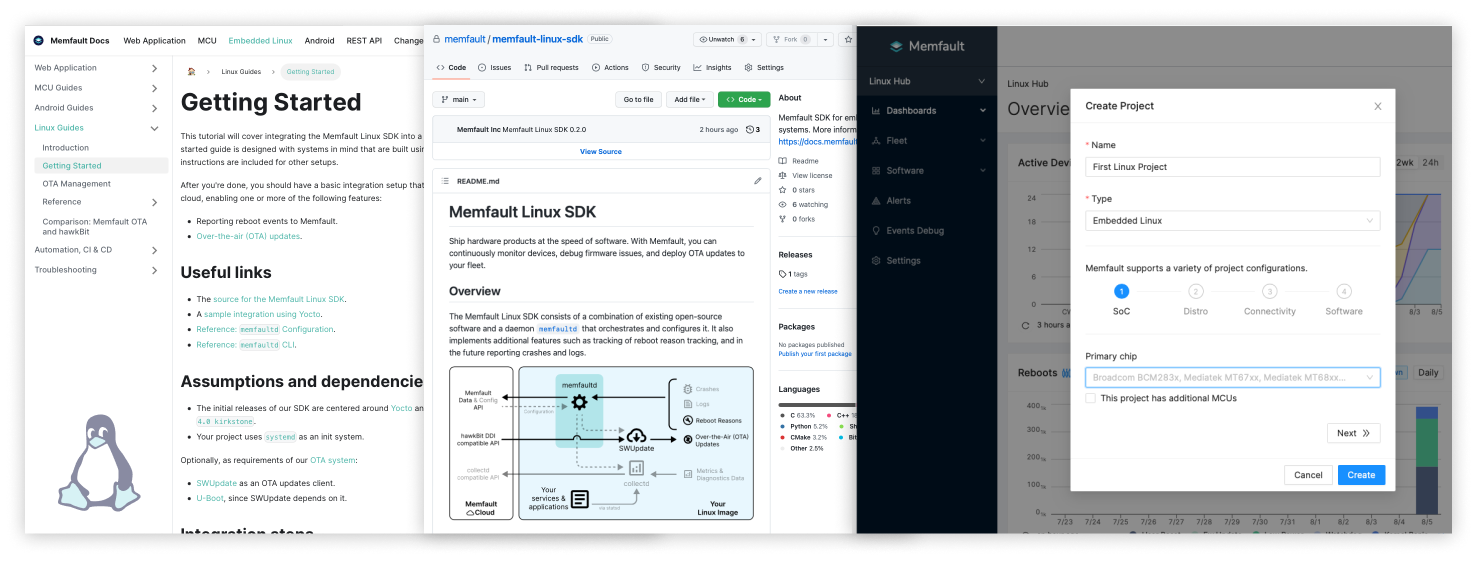 Memfault Docs
Web Application
MCU
Embedded Linux
Android
REST API
Change
Web Application
MCU Guides
Android Guides
Linux Guides
Introduction
Getting Started
OTA Management
Reference
Comparison: Memfault OTA
and hawkBit
Automation, CI & CD
Troubleshooting
Linux Guides
Getting Started
Getting Started
This tutorial will cover integrating the Memfault Linux SDK into a
started guide is designed with systems in mind that are built usin
instructions are included for other setups.
After you're done, you should have a basic integration setup that
cloud, enabling one or more of the following features:
Reporting reboot events to Memfault.
Over-the-air (OTA) updates.
Useful links
The source for the Memfault Linux SDK.
A sample integration using Yocto.
Reference: memfaultd Configuration.
Reference: memfaultd CLI.
Assumptions and dependencie
The initial releases of our SDK are centered around Yocto an
4.0 kirkstone.
Your project uses systemd as an init system.
Optionally, as requirements of our OTA system:
SWUpdate as an OTA updates client.
U-Boot, since SWUpdate depends on it.
Integration steps
memfault / memfault-linux-sdk Public
Unwatch 6
Fork 0
Code
Issues
Pull requests
Actions
Security
Insights
Settings
main
Go to file
Add file
Code
Memfault Inc Memfault Linux SDK 0.2.0
2 hours ago
3
View Source
README.md
Memfault Linux SDK
Ship hardware products at the speed of software. With Memfault, you can
continuously monitor devices, debug firmware issues, and deploy OTA updates to
your fleet.
Overview
The Memfault Linux SDK consists of a combination of existing open-source
software and a daemon memfaultd that orchestrates and configures it. It also
implements additional features such as tracking of reboot reason tracking, and in
the future reporting crashes and logs.
Memfault
Data & Config
API
hawkBit DDI
compatible API
collectd
compatible API
Memfault
Cloud
memfaultd
Configuration
SWUpdate
collectd
Your
services &
applications
via statsd
Crashes
Logs
Reboot Reasons
Over-the-Air (OTA)
Updates
Metrics &
Diagnostics Data
Your
Linux Image
About
Memfault SDK for em
systems. More inform
https://docs.memfault
Readme
View license
0 stars
6 watching
0 forks
Releases
1 tags
Create a new release
Packages
No packages published
Publish your first package
Languages
C 63.3%
C++ 18
Python 5.2%
Sh
CMake 3.2%
Bit
Other 2.5%
Memfault
Linux Hub
Dashboards
Fleet
Software
Alerts
Events Debug
Settings
Linux Hub
Overvie
Active Devi
2wk
24h
24
18
12
6
0
3 hours a
8/3
8/5
Reboots
Daily
400
300
200
100
0
7/23
7/24
7/25
7/26
7/27
7/28
7/29
7/30
7/31
8/1
8/2
8/3
8/4
8/5
Create Project
* Name
First Linux Project
* Type
Embedded Linux
Memfault supports a variety of project configurations.
1
2
3
4
SoC
Distro
Connectivity
Software
Primary chip
Broadcom BCM283x, Mediatek MT67xx, Mediatek MT68xx...
This project has additional MCUs
Next
Cancel
Create